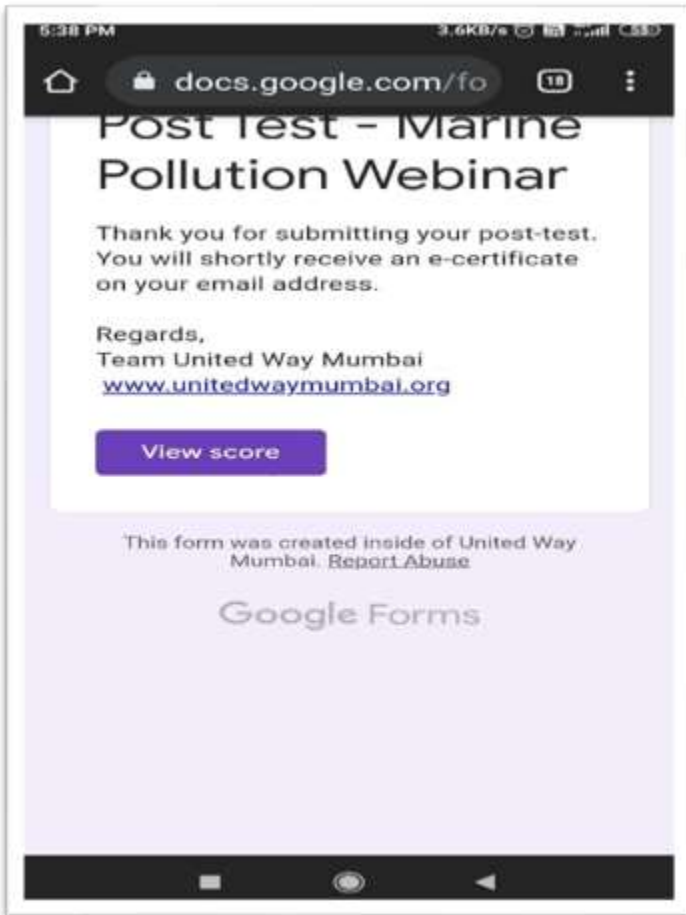 5:38 PM 3.6KB/s
docs.google.com/fo 18
Post Test - Marine
Pollution Webinar
Thank you for submitting your post-test.
You will shortly receive an e-certificate
on your email address.
Regards,
Team United Way Mumbai
www.unitedwaymumbai.org
View score
This form was created inside of United Way
Mumbai. Report Abuse
Google Forms